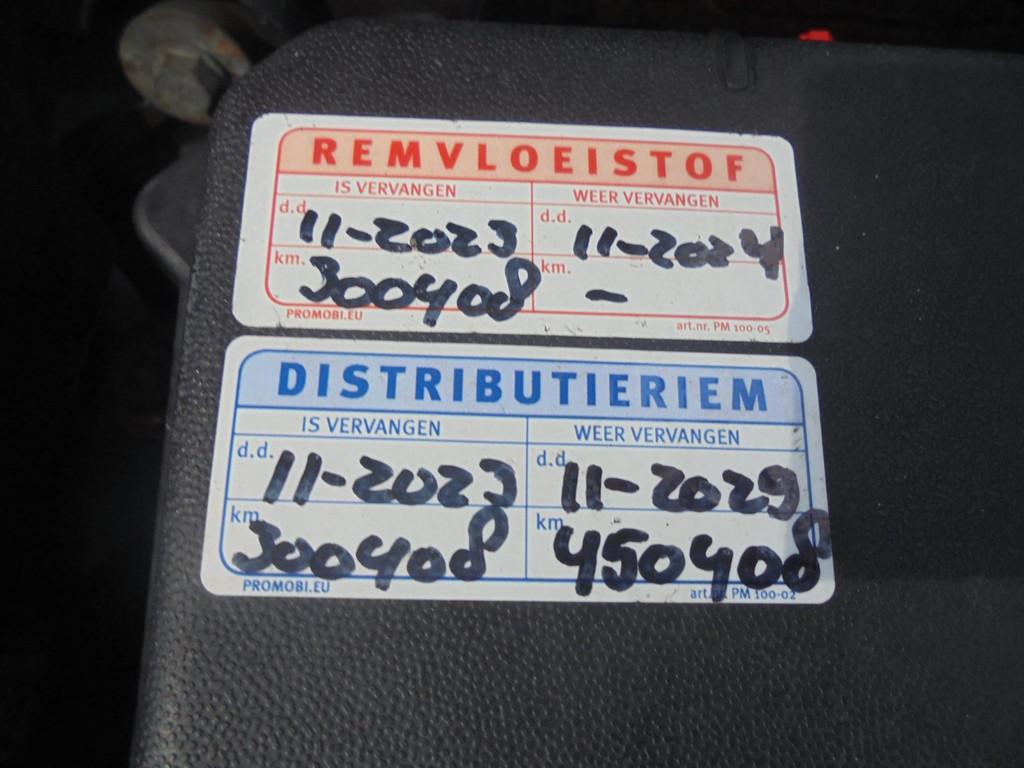 REMVLOEISTOF
IS VERVANGEN
WEER VERVANGEN
d.d. 11-2023
d.d. 11-2024
km. 300408
km. -
PROMOBI.EU
art.nr. PM 100-05
DISTRIBUTIERIEM
IS VERVANGEN
WEER VERVANGEN
d.d. 11-2023
d.d. 11-2029
km. 300408
km. 450408
PROMOBI.EU
art.nr. PM 100-02